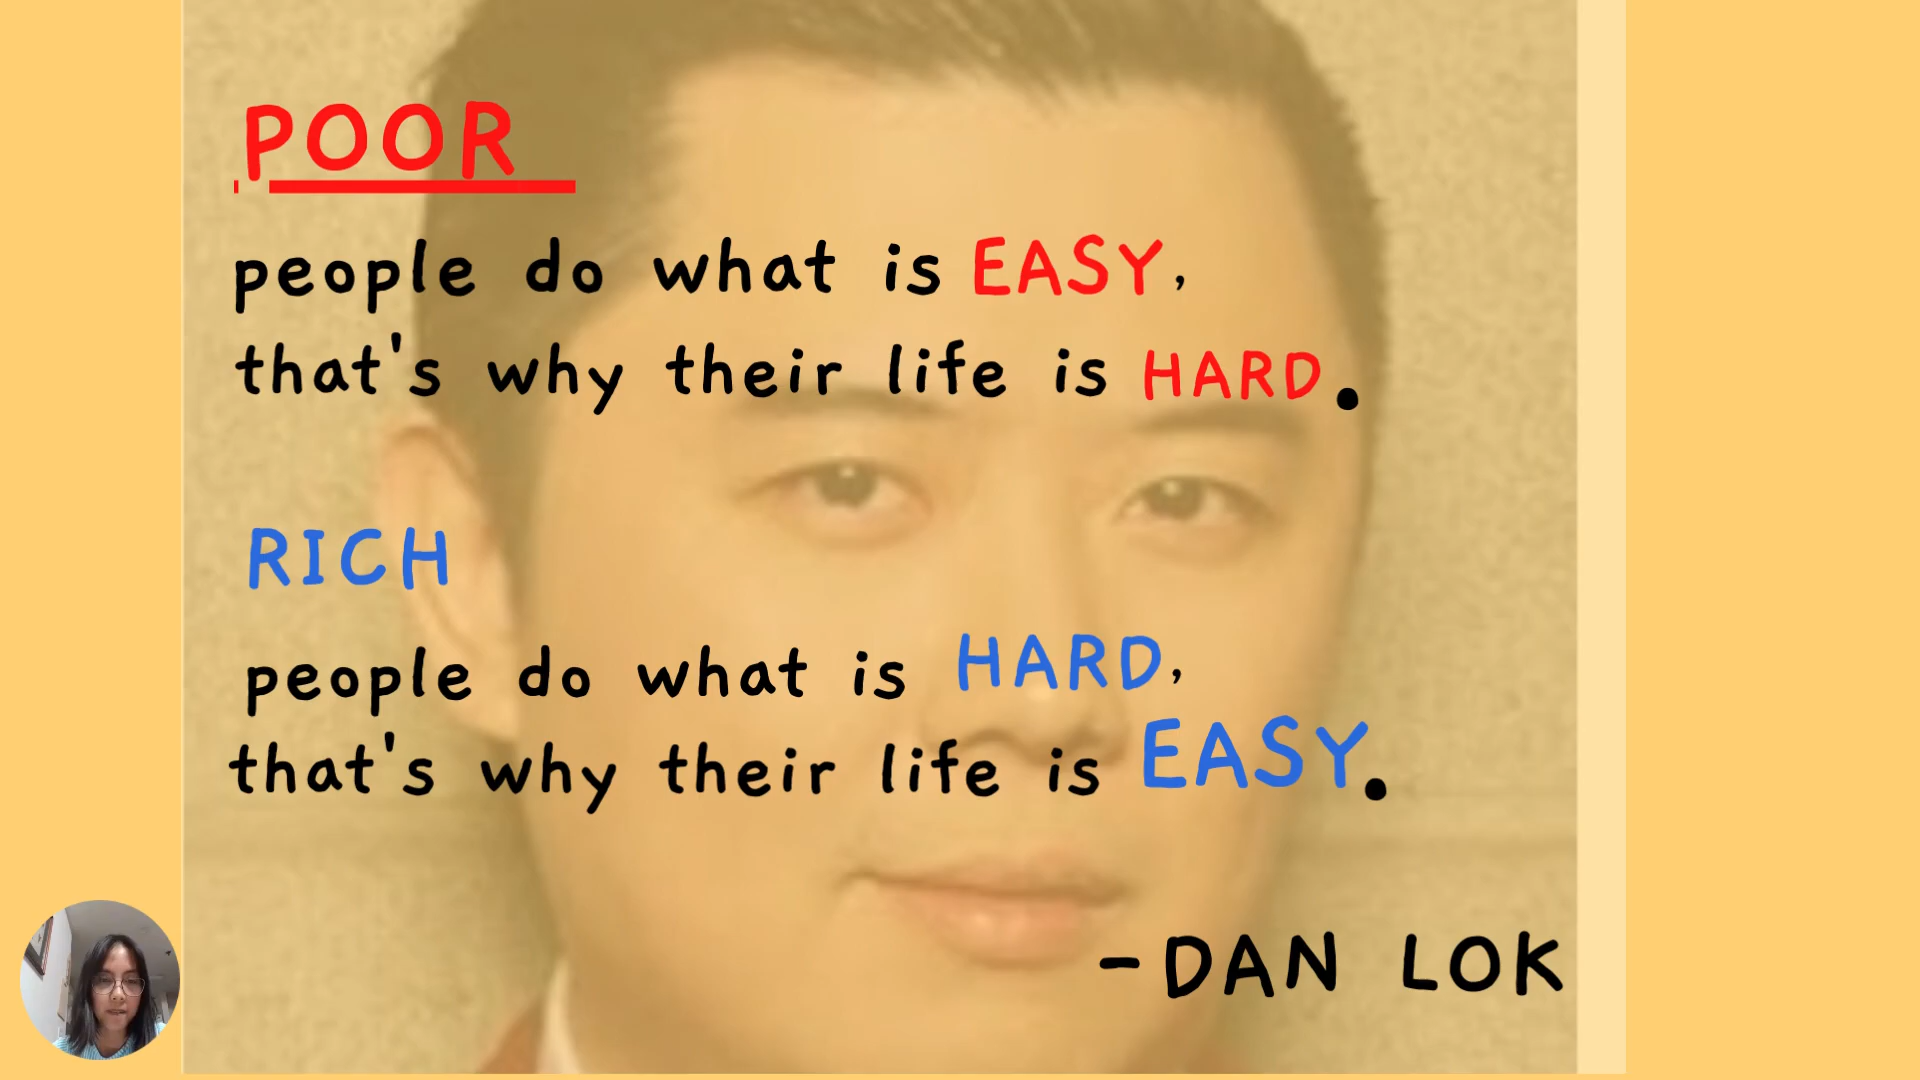 POOR
people do what is EASY,
that's why their life is HARD.
RICH
people do what is HARD,
that's why their life is EASY.
-DAN LOK